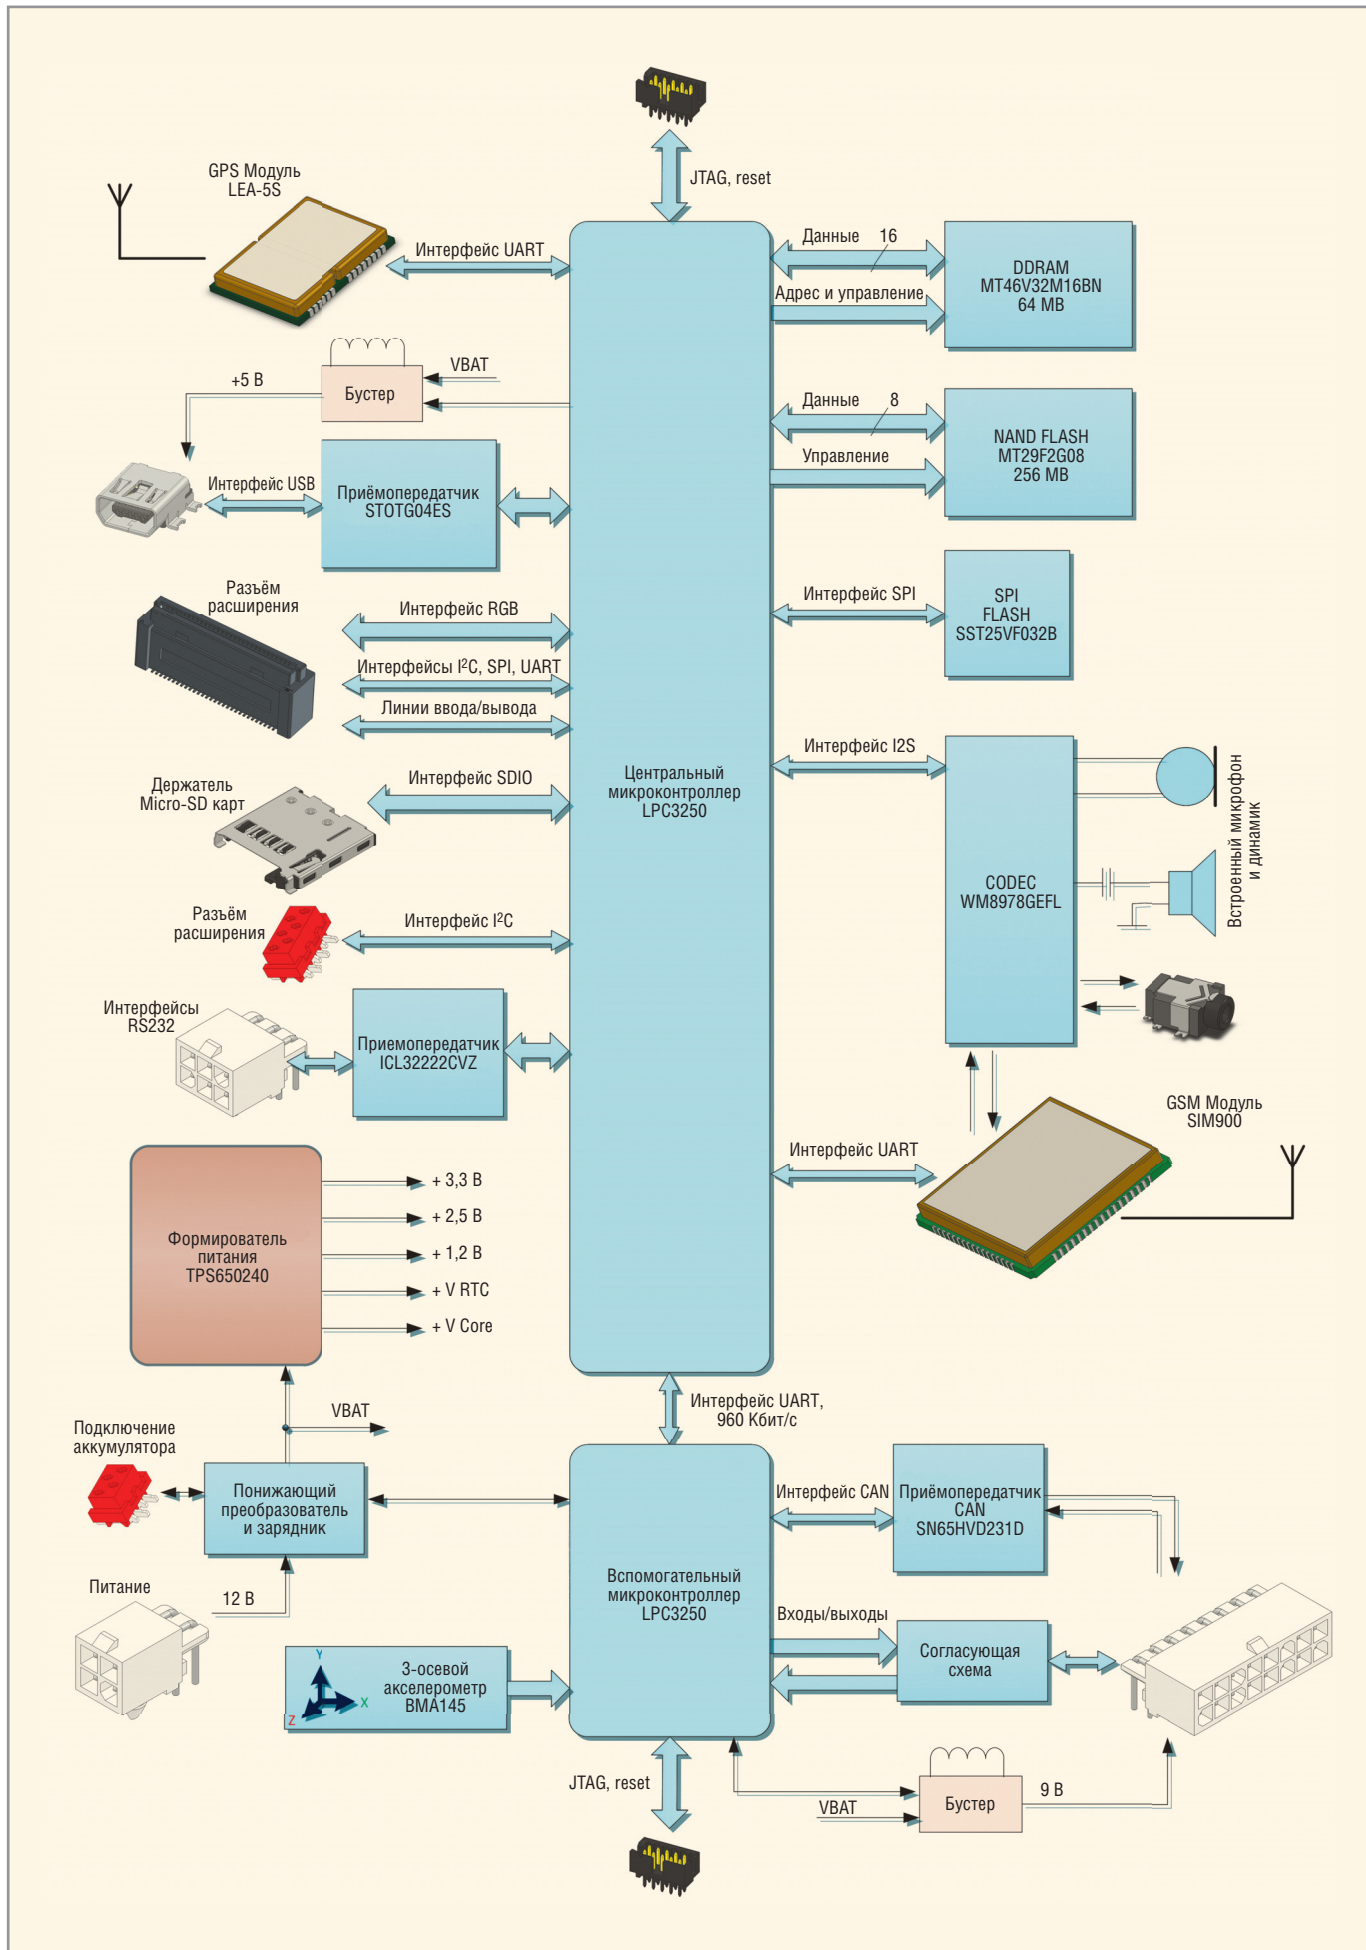 JTAG, reset
GPS Модуль
LEA-5S
Интерфейс UART
Данные
16
Адрес и управление
DDRAM
MT46V32M16BN
64 MB
+5 В
Бустер
VBAT
Данные
8
Управление
NAND FLASH
MT29F2G08
256 MB
Интерфейс USB
Приёмопередатчик
STOTG04ES
Разъём
расширения
Интерфейс RGB
Интерфейсы I²C, SPI, UART
Линии ввода/вывода
Интерфейс SPI
SPI
FLASH
SST25VF032B
Держатель
Micro-SD карт
Интерфейс SDIO
Центральный
микроконтроллер
LPC3250
Интерфейс I2S
CODEC
WM8978GEFL
Встроенный микрофон
и динамик
Разъём
расширения
Интерфейс I²C
Интерфейсы
RS232
Приемопередатчик
ICL32222CVZ
GSM Модуль
SIM900
Интерфейс UART
Формирователь
питания
TPS650240
+ 3,3 В
+ 2,5 В
+ 1,2 В
+ V RTC
+ V Core
Интерфейс UART,
960 Кбит/с
VBAT
Подключение
аккумулятора
Понижающий
преобразователь
и зарядник
Питание
12 В
Вспомогательный
микроконтроллер
LPC3250
Интерфейс CAN
Приёмопередатчик
CAN
SN65HVD231D
Входы/выходы
Согласующая
схема
Y
X
Z
3-осевой
акселерометр
BMA145
JTAG, reset
VBAT
Бустер
9 В